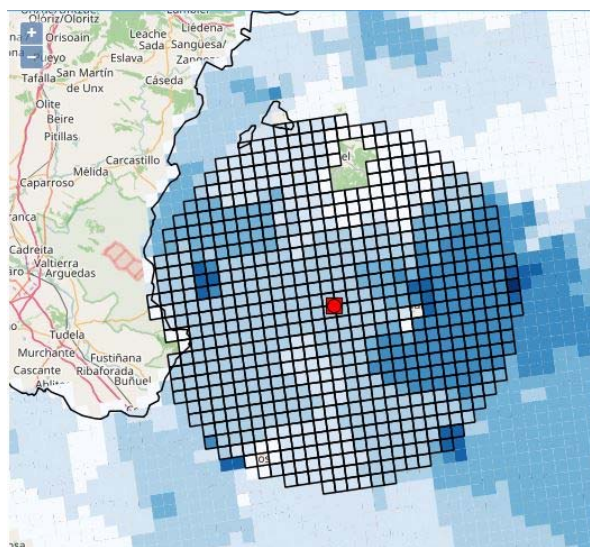 +
−
Oloriz/Oloritz
Orisoain
Leache
Sada
Liédena
Sangüesa/
Eslava
Tafalla
San Martín
de Unx
Cáseda
Olite
Beire
Pitillas
Carcastillo
Mélida
Caparroso
Cadreita
Valtierra
Arguedas
Tudela
Murchante
Fustiñana
Cascante
Ribaforada
Buñuel